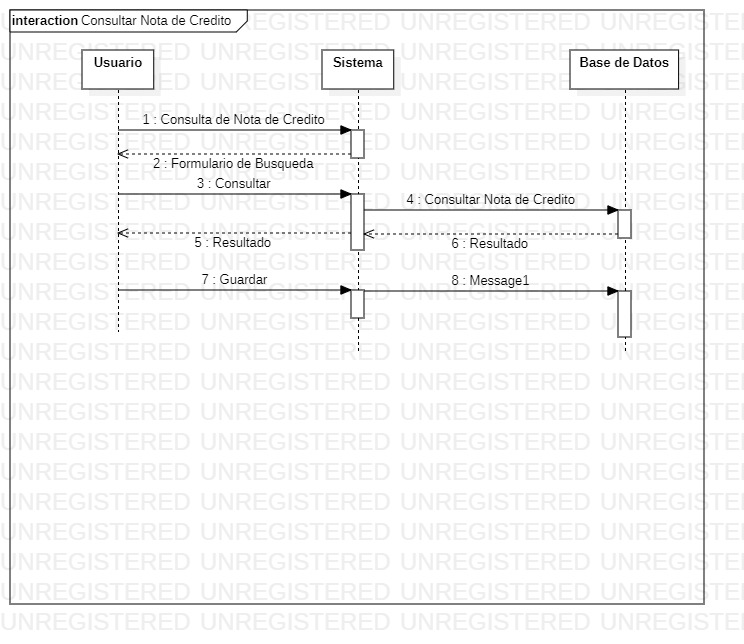 interaction Consultar Nota de Credito
Usuario
Sistema
Base de Datos
1 : Consulta de Nota de Credito
2 : Formulario de Busqueda
3 : Consultar
4 : Consultar Nota de Credito
5 : Resultado
6 : Resultado
7 : Guardar
8 : Message1
UNREGISTERED UNREGISTERED UNREGISTERED UNREGISTERED